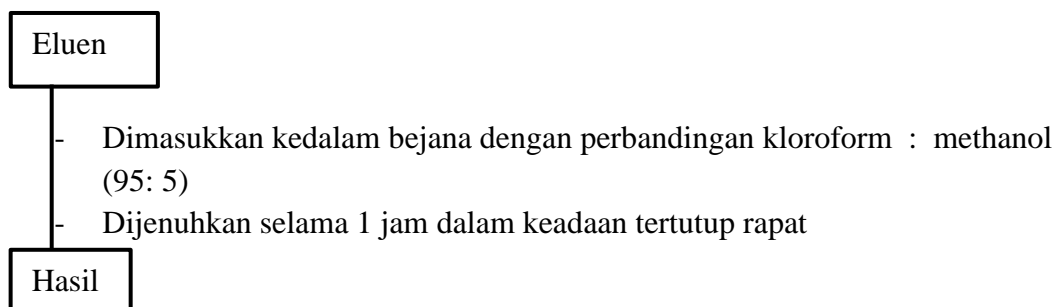 Eluen
- Dimasukkan kedalam bejana dengan perbandingan kloroform : methanol
(95: 5)
- Dijenuhkan selama 1 jam dalam keadaan tertutup rapat
Hasil